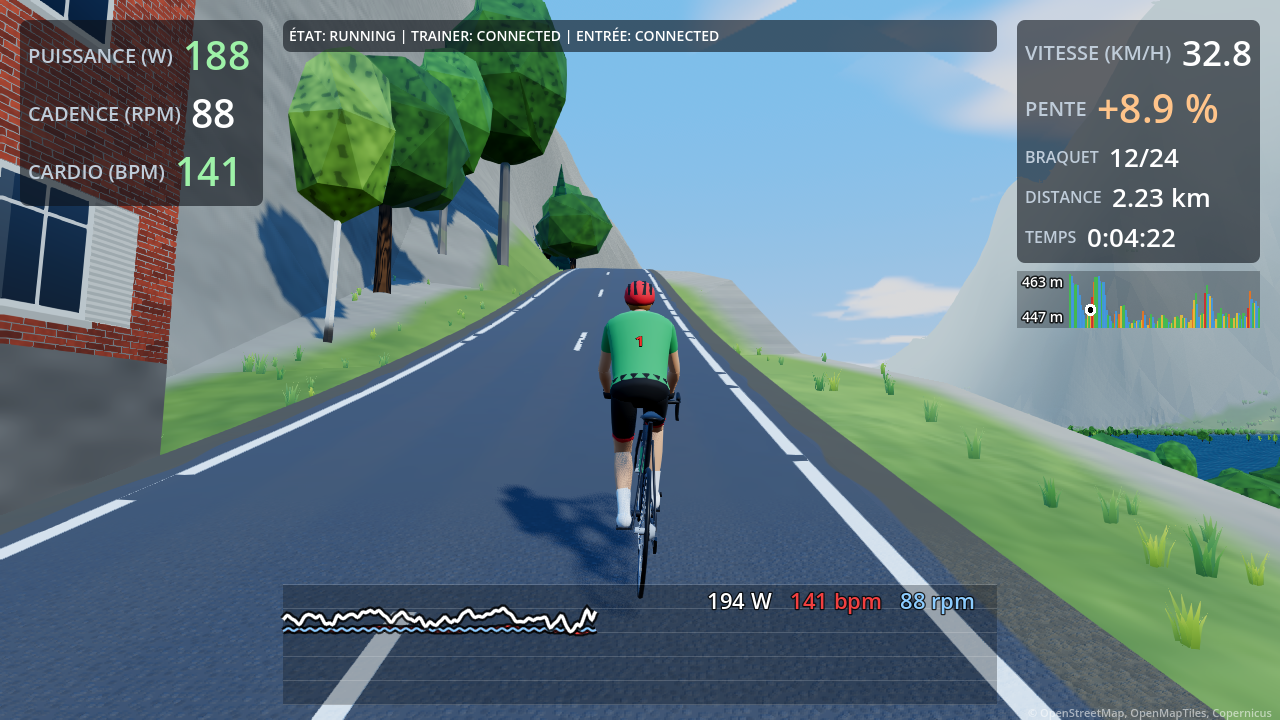 ÉTAT: RUNNING | TRAINER: CONNECTED | ENTRÉE: CONNECTED
PUISSANCE (W) 188
CADENCE (RPM) 88
CARDIO (BPM) 141
VITESSE (KM/H) 32.8
PENTE +8.9 %
BRAQUET 12/24
DISTANCE 2.23 km
TEMPS 0:04:22
463 m
447 m
1
194 W 141 bpm 88 rpm
© OpenStreetMap, OpenMapTiles, Copernicus